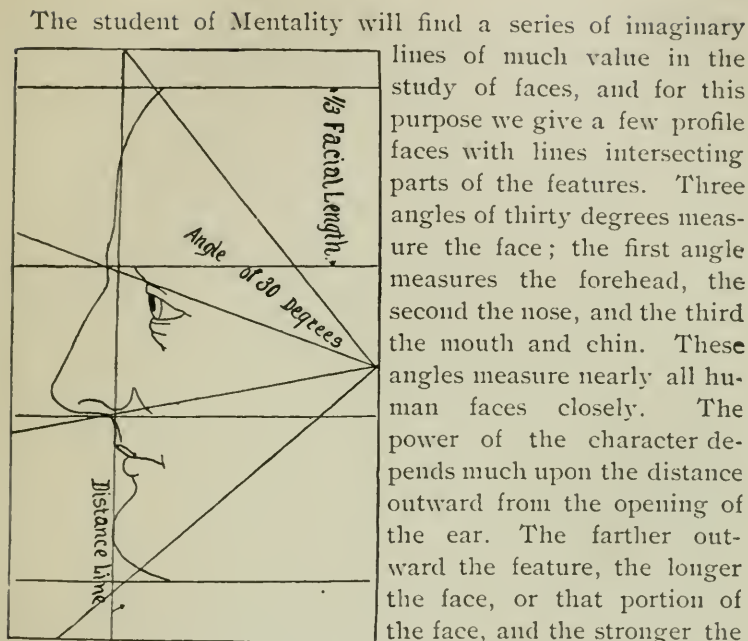 The student of Mentality will find a series of imaginary
lines of much value in the
study of faces, and for this
purpose we give a few profile
faces with lines intersecting
parts of the features. Three
angles of thirty degrees meas-
ure the face; the first angle
measures the forehead, the
second the nose, and the third
the mouth and chin. These
angles measure nearly all hu-
man faces closely. The
power of the character de-
pends much upon the distance
outward from the opening of
the ear. The farther out-
ward the feature, the longer
the face, or that portion of
the face, and the stronger the
"⅓ Facial Length."
Angle of 30 Degrees
Distance Line